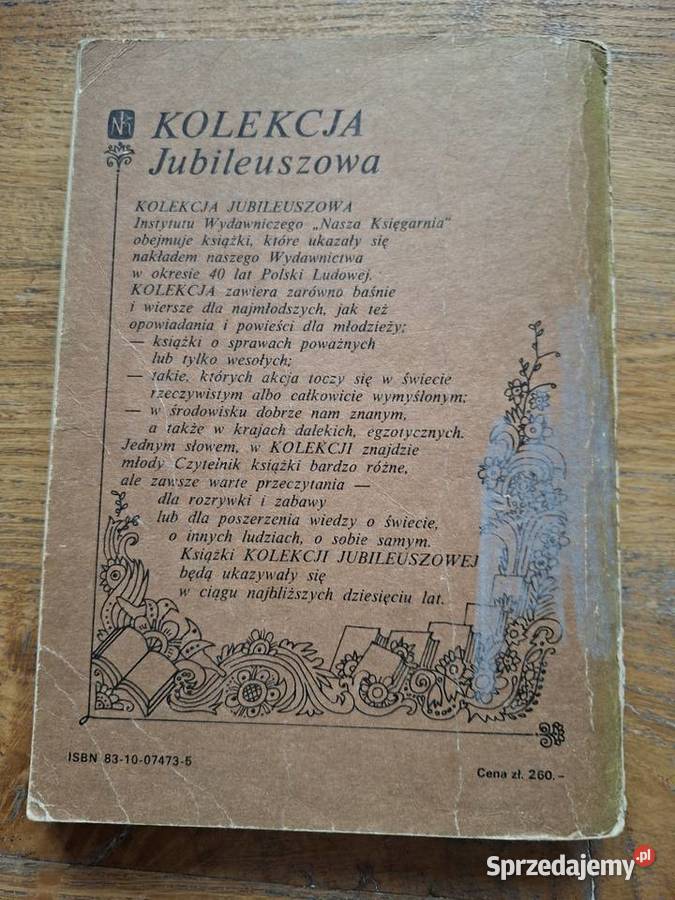 KOLEKCJA
Jubileuszowa
KOLEKCJA JUBILEUSZOWA
Instytutu Wydawniczego „Nasza Księgarnia“
obejmuje książki, które ukazały się
nakładem naszego Wydawnictwa
w okresie 40 lat Polski Ludowej.
KOLEKCJA zawiera zarówno baśnie
i wiersze dla najmłodszych, jak też
opowiadania i powieści dla młodzieży;
— książki o sprawach poważnych
lub tylko wesołych;
— takie, których akcja toczy się w świecie
rzeczywistym albo całkowicie wymyślonym;
— w środowisku dobrze nam znanym,
a także w krajach dalekich, egzotycznych.
Jednym słowem, w KOLEKCJI znajdzie
młody Czytelnik książki bardzo różne,
ale zawsze warte przeczytania —
dla rozrywki i zabawy
lub dla poszerzenia wiedzy o świecie,
o innych ludziach, o sobie samym.
Książki KOLEKCJI JUBILEUSZOWEJ
będą ukazywały się
w ciągu najbliższych dziesięciu lat.
ISBN 83-10-07473-5
Cena zł. 260.-
Sprzedajemy.pl